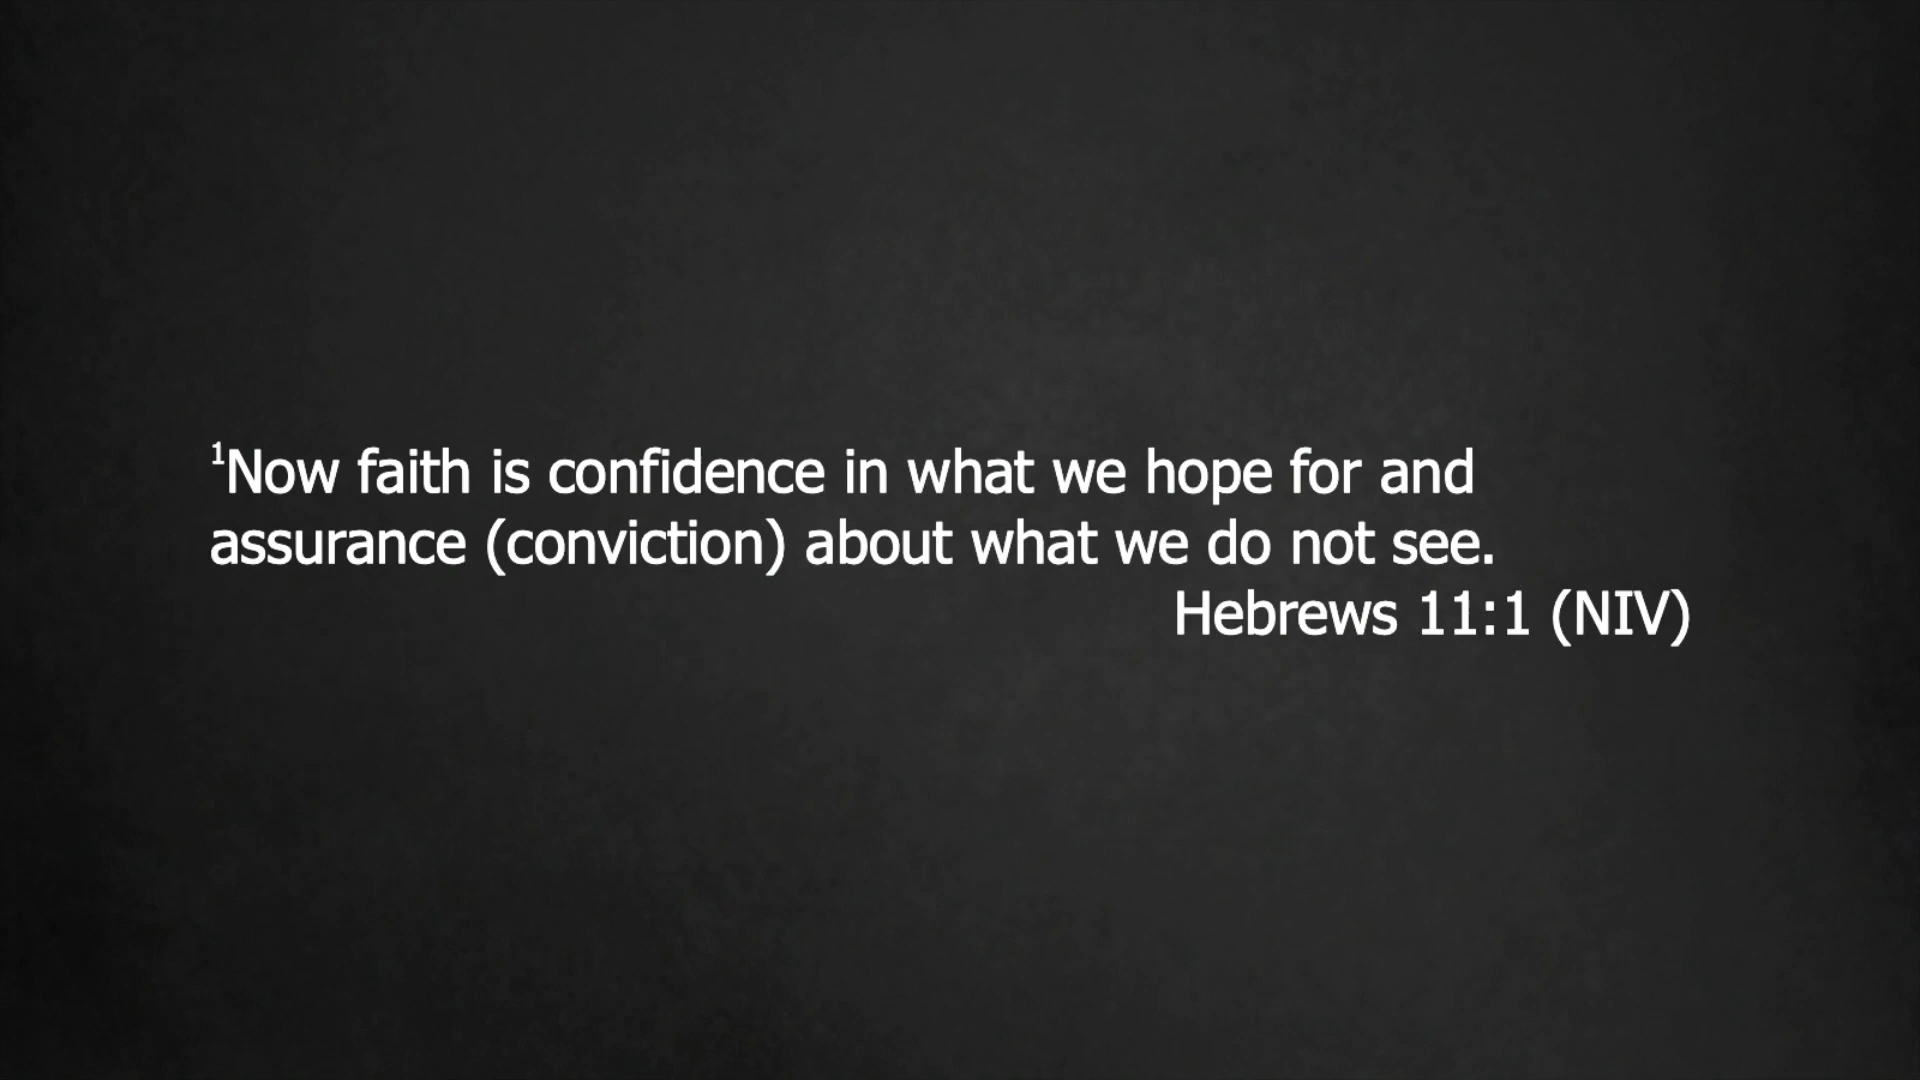 ¹Now faith is confidence in what we hope for and
assurance (conviction) about what we do not see.
Hebrews 11:1 (NIV)